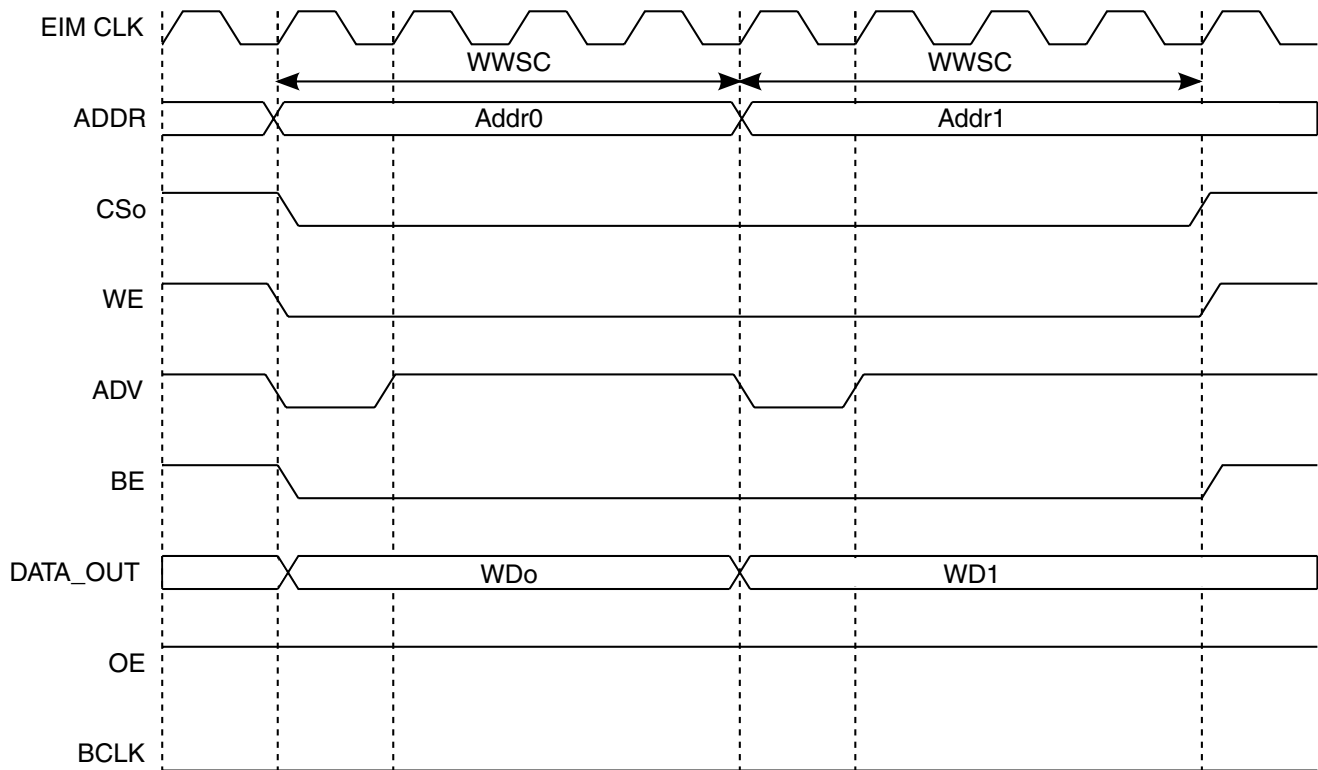 EIM CLK
WWSC WWSC
ADDR Addr0 Addr1
CSo
WE
ADV
BE
DATA_OUT WDo WD1
OE
BCLK